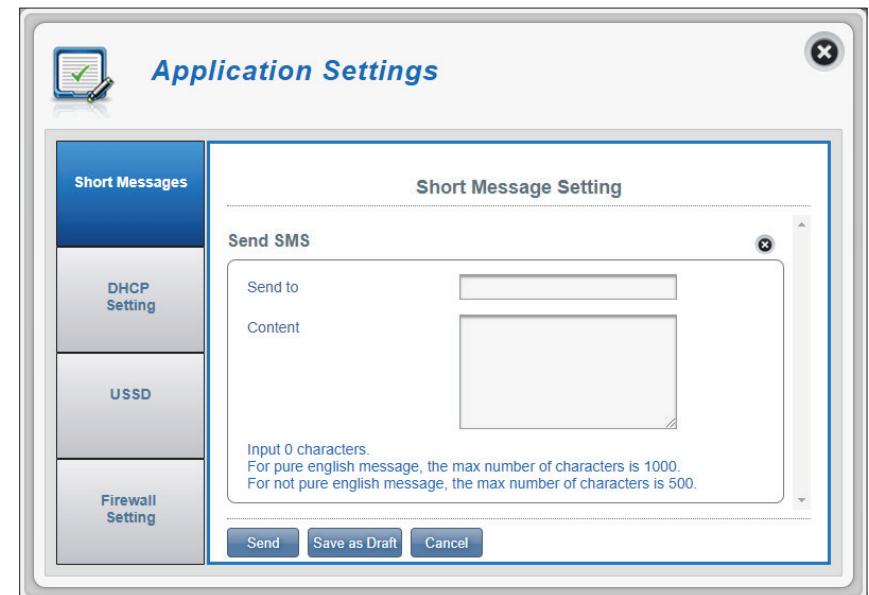 Application Settings
Short Messages
DHCP
Setting
USSD
Firewall
Setting
Short Message Setting
Send SMS
Send to
Content
Input 0 characters.
For pure english message, the max number of characters is 1000.
For not pure english message, the max number of characters is 500.
Send
Save as Draft
Cancel